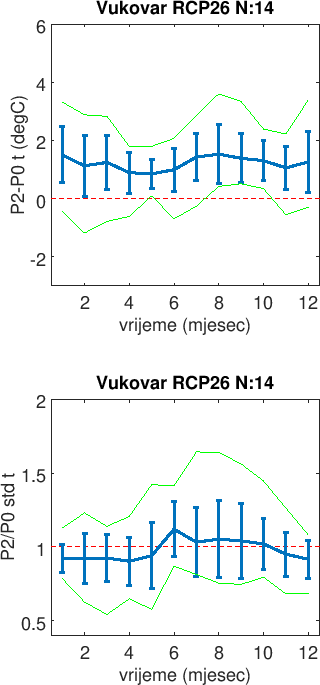 Vukovar RCP26 N:14
6
4
2
0
-2
P2-P0 t (degC)
2 4 6 8 10 12
vrijeme (mjesec)
Vukovar RCP26 N:14
2
1.5
1
0.5
P2/P0 std t
2 4 6 8 10 12
vrijeme (mjesec)